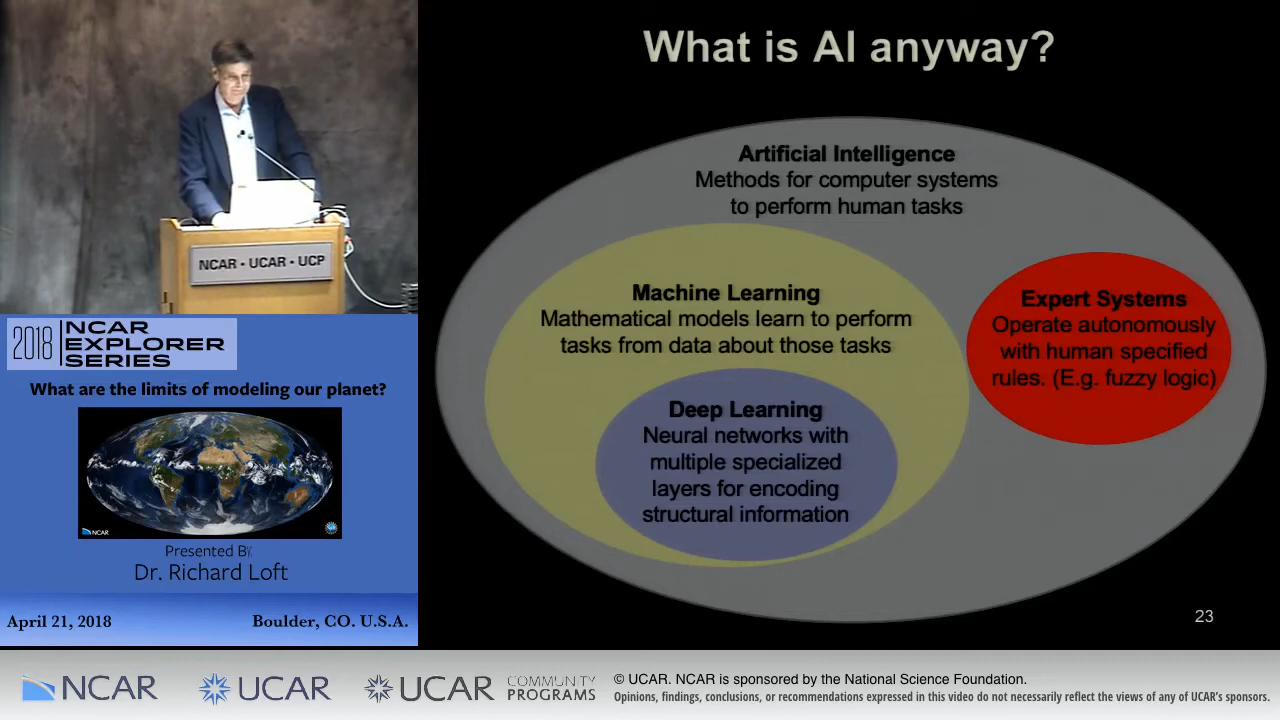 What is AI anyway?
Artificial Intelligence
Methods for computer systems
to perform human tasks
Machine Learning
Mathematical models learn to perform
tasks from data about those tasks
Deep Learning
Neural networks with
multiple specialized
layers for encoding
structural information
Expert Systems
Operate autonomously
with human specified
rules. (E.g. fuzzy logic)
23
NCAR • UCAR • UCP
2018 NCAR
EXPLORER
SERIES
What are the limits of modeling our planet?
NCAR
Presented By:
Dr. Richard Loft
April 21, 2018
Boulder, CO. U.S.A.
NCAR
UCAR
UCAR
COMMUNITY
PROGRAMS
© UCAR. NCAR is sponsored by the National Science Foundation.
Opinions, findings, conclusions, or recommendations expressed in this video do not necessarily reflect the views of any of UCAR's sponsors.